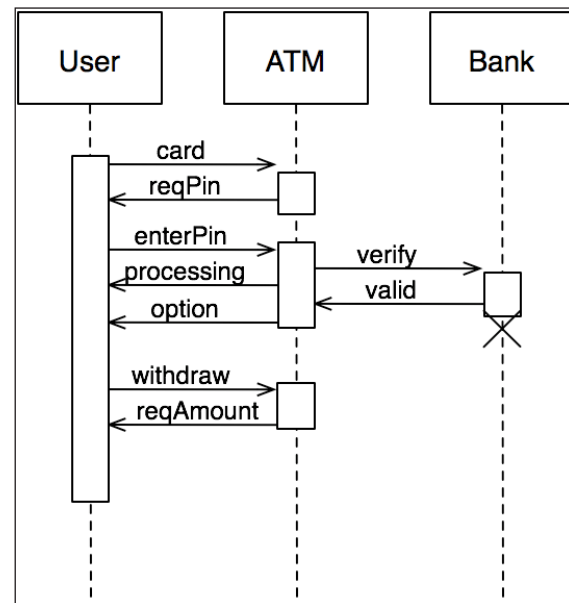 User
ATM
Bank
card
reqPin
enterPin
verify
processing
valid
option
withdraw
reqAmount